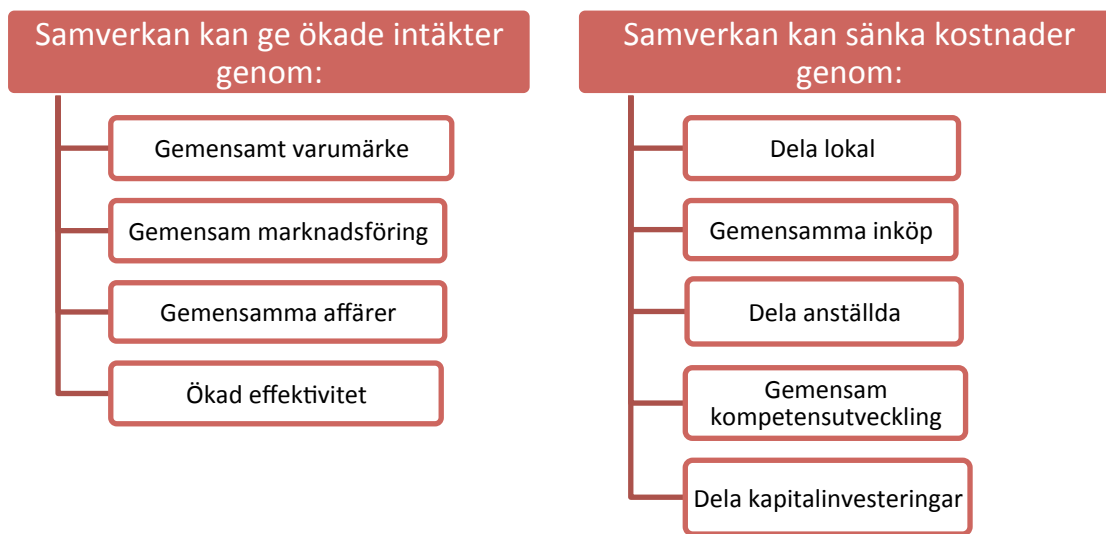 Samverkan kan ge ökade intäkter
genom:
Gemensamt varumärke
Gemensam marknadsföring
Gemensamma affärer
Ökad effektivitet
Samverkan kan sänka kostnader
genom:
Dela lokal
Gemensamma inköp
Dela anställda
Gemensam
kompetensutveckling
Dela kapitalinvesteringar